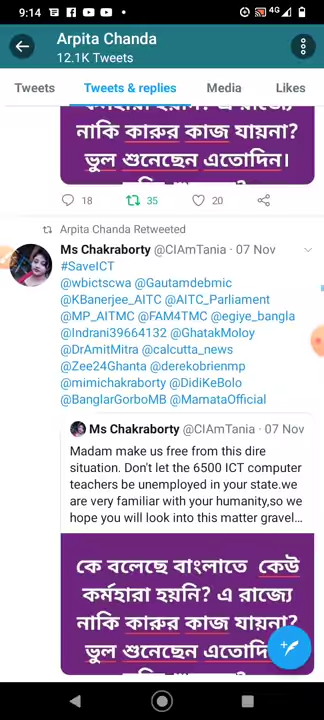 9:14
4G
Arpita Chanda
12.1K Tweets
Tweets
Tweets & replies
Media
Likes
নাকি কারুর কাজ যায়না?
ভুল শুনেছেন এতোদিন।
18
35
20
Arpita Chanda Retweeted
Ms Chakraborty @CIAmTania · 07 Nov
#SaveICT
@wbictscwa @Gautamdebmic
@KBanerjee_AITC @AITC_Parliament
@MP_AITMC @FAM4TMC @egiye_bangla
@Indrani39664132 @GhatakMoloy
@DrAmitMitra @calcutta_news
@Zee24Ghanta @derekobrienmp
@mimichakraborty @DidiKeBolo
@BanglarGorboMB @MamataOfficial
Ms Chakraborty @CIAmTania · 07 Nov
Madam make us free from this dire
situation. Don't let the 6500 ICT computer
teachers be unemployed in your state.we
are very familiar with your humanity,so we
hope you will look into this matter gravel...
কে বলেছে বাংলাতে কেউ
কর্মহারা হয়নি? এ রাজ্যে
নাকি কারুর কাজ যায়না?
ভুল শুনেছেন